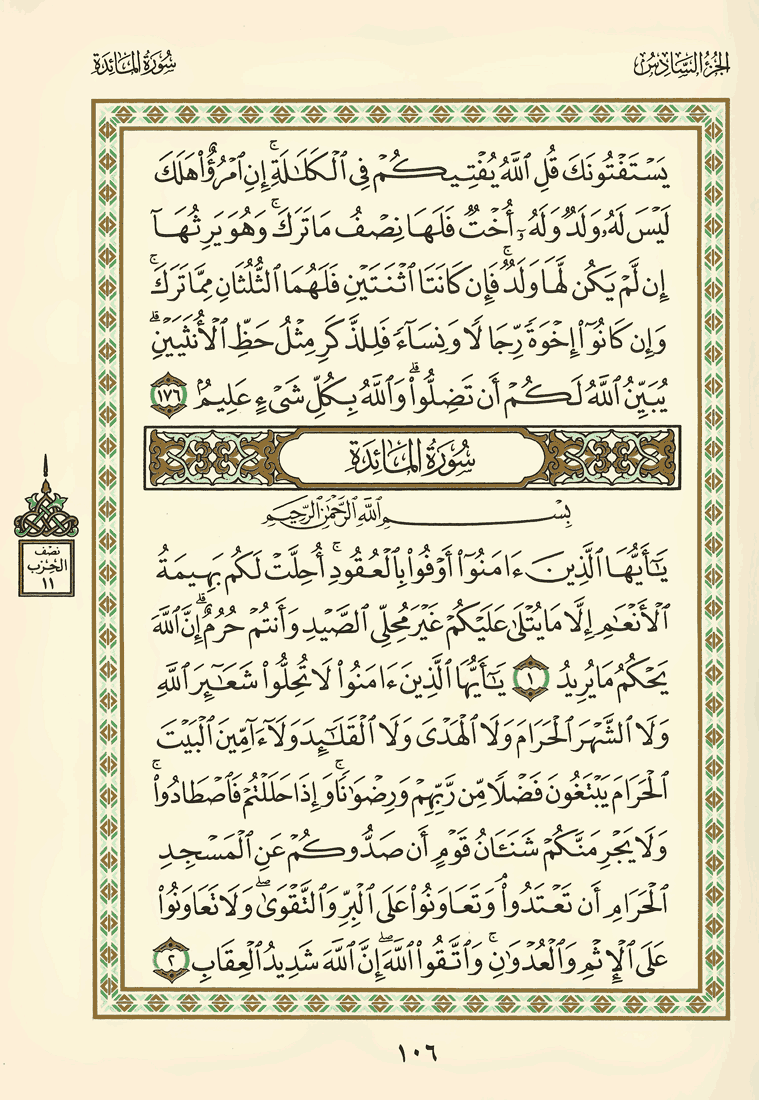 الجزء السادس
سورة المائدة
يَسْتَفْتُونَكَ قُلِ ٱللَّهُ يُفْتِيكُمْ فِى ٱلْكَلَـٰلَةِ ۚ إِنِ ٱمْرُؤٌا۟ هَلَكَ
لَيْسَ لَهُۥ وَلَدٌ وَلَهُۥٓ أُخْتٌ فَلَهَا نِصْفُ مَا تَرَكَ ۚ وَهُوَ يَرِثُهَآ
إِن لَّمْ يَكُن لَّهَا وَلَدٌ ۚ فَإِن كَانَتَا ٱثْنَتَيْنِ فَلَهُمَا ٱلثُّلُثَانِ مِمَّا تَرَكَ ۚ
وَإِن كَانُوٓا۟ إِخْوَةً رِّجَالًا وَنِسَآءً فَلِلذَّكَرِ مِثْلُ حَظِّ ٱلْأُنثَيَيْنِ ۗ
يُبَيِّنُ ٱللَّهُ لَكُمْ أَن تَضِلُّوا۟ ۗ وَٱللَّهُ بِكُلِّ شَىْءٍ عَلِيمٌۢ ١٧٦
سُورَةُ المَائِدَةِ
بِسْمِ ٱللَّهِ ٱلرَّحْمَـٰنِ ٱلرَّحِيمِ
يَـٰٓأَيُّهَا ٱلَّذِينَ ءَامَنُوٓا۟ أَوْفُوا۟ بِٱلْعُقُودِ ۚ أُحِلَّتْ لَكُم بَهِيمَةُ
ٱلْأَنْعَـٰمِ إِلَّا مَا يُتْلَىٰ عَلَيْكُمْ غَيْرَ مُحِلِّى ٱلصَّيْدِ وَأَنتُمْ حُرُمٌ ۗ إِنَّ ٱللَّهَ
يَحْكُمُ مَا يُرِيدُ ١ يَـٰٓأَيُّهَا ٱلَّذِينَ ءَامَنُوا۟ لَا تُحِلُّوا۟ شَعَـٰٓئِرَ ٱللَّهِ
وَلَا ٱلشَّهْرَ ٱلْحَرَامَ وَلَا ٱلْهَدْىَ وَلَا ٱلْقَلَـٰٓئِدَ وَلَآ ءَآمِّينَ ٱلْبَيْتَ
ٱلْحَرَامَ يَبْتَغُونَ فَضْلًا مِّن رَّبِّهِمْ وَرِضْوَٰنًا ۚ وَإِذَا حَلَلْتُمْ فَٱصْطَادُوا۟ ۚ
وَلَا يَجْرِمَنَّكُمْ شَنَـَٔانُ قَوْمٍ أَن صَدُّوكُمْ عَنِ ٱلْمَسْجِدِ
ٱلْحَرَامِ أَن تَعْتَدُوا۟ ۘ وَتَعَاوَنُوا۟ عَلَى ٱلْبِرِّ وَٱلتَّقْوَىٰ ۖ وَلَا تَعَاوَنُوا۟
عَلَى ٱلْإِثْمِ وَٱلْعُدْوَٰنِ ۚ وَٱتَّقُوا۟ ٱللَّهَ ۖ إِنَّ ٱللَّهَ شَدِيدُ ٱلْعِقَابِ ٢
نصف
الحزب
١١
١٠٦